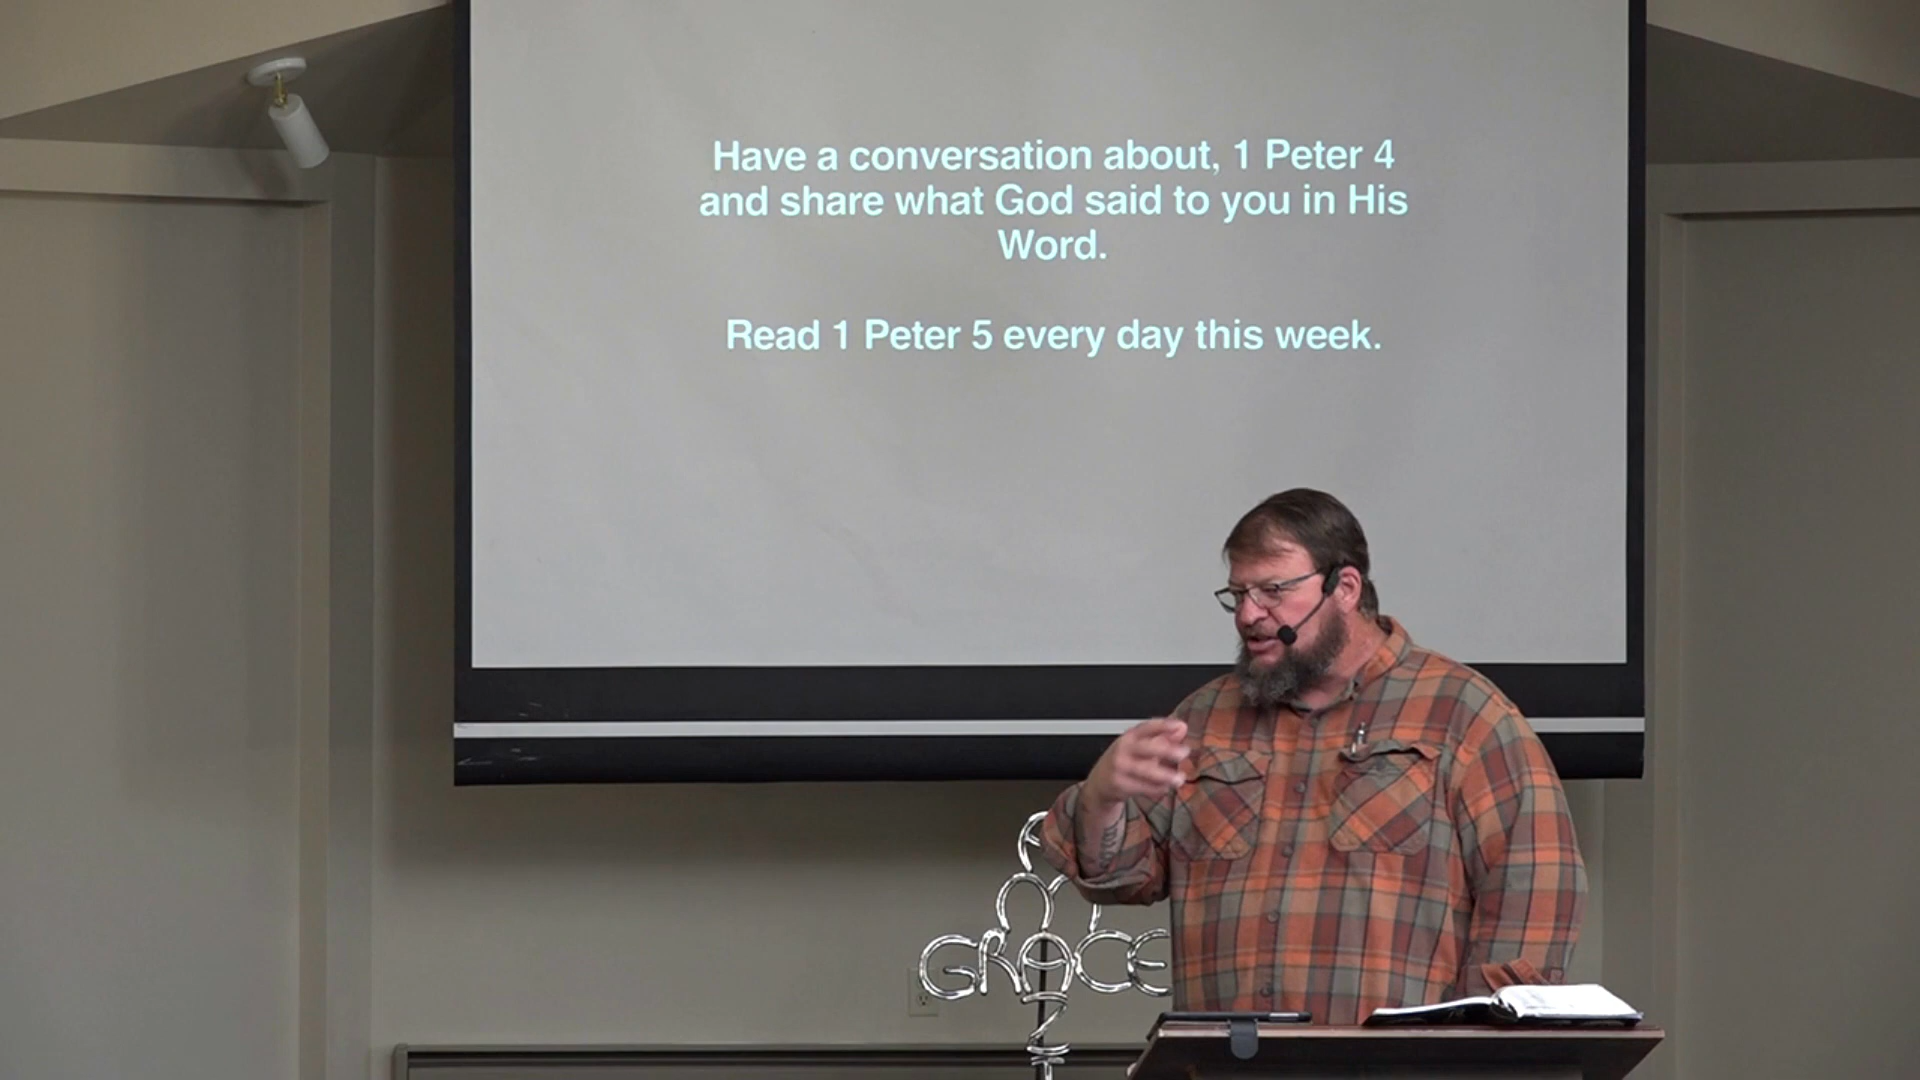 Have a conversation about, 1 Peter 4
and share what God said to you in His
Word.
Read 1 Peter 5 every day this week.
GRACE